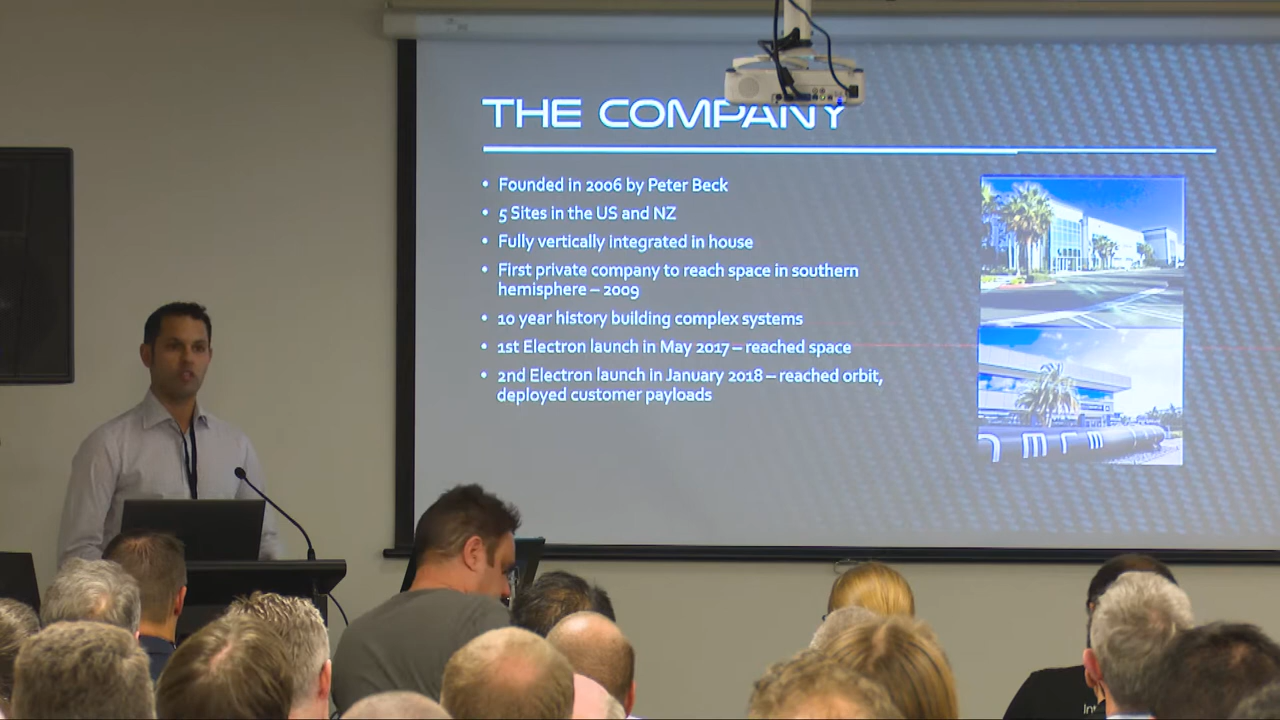 THE COMPANY
• Founded in 2006 by Peter Beck
• 5 Sites in the US and NZ
• Fully vertically integrated in house
• First private company to reach space in southern
hemisphere – 2009
• 10 year history building complex systems
• 1st Electron launch in May 2017 – reached space
• 2nd Electron launch in January 2018 – reached orbit,
deployed customer payloads